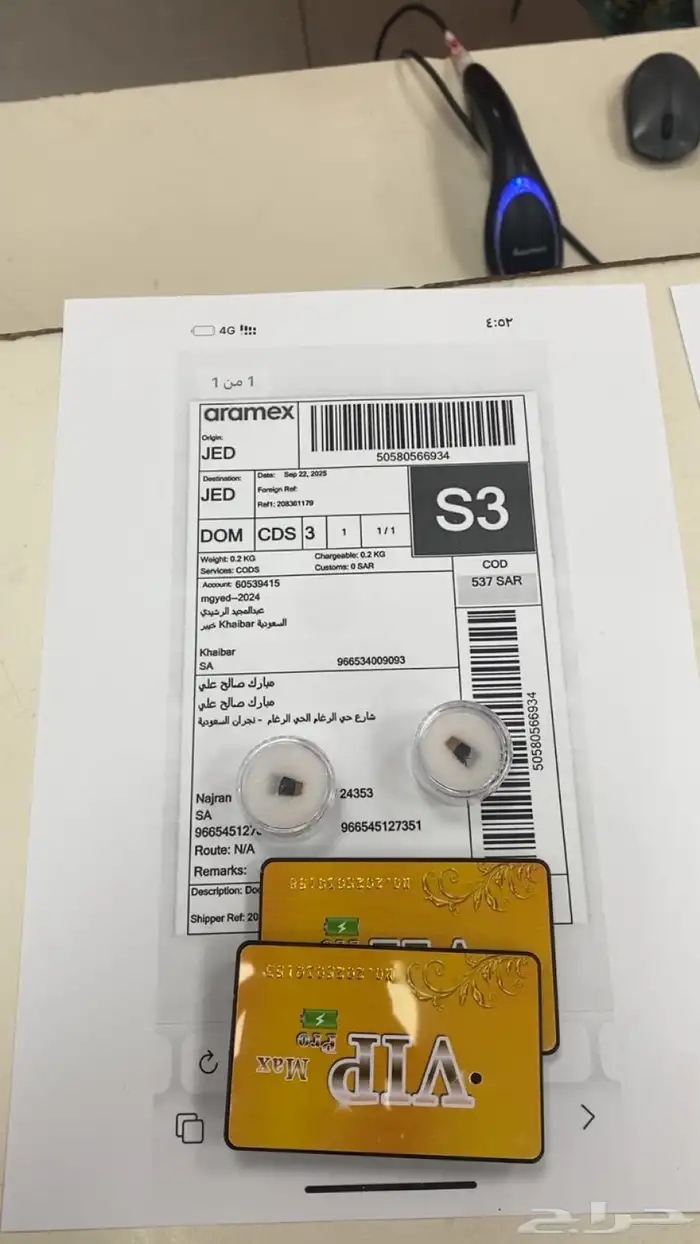 4G
٤:٥٢
1 من 1
aramex
50580566934
Origin:
JED
Destination:
JED
Date: Sep 22, 2025
Foreign Ref:
Ref1: 208361179
S3
DOM
CDS
3
1
1/1
Weight: 0.2 KG
Chargeable: 0.2 KG
Services: CODS
Customs: 0 SAR
COD
537 SAR
Account: 60539415
mgyed--2024
عبدالمجيد الرشيدي
خيبر Khaibar السعودية
Khaibar
SA
966534009093
مبارك صالح علي
مبارك صالح علي
شارع حي الرغام الحي الرغام - نجران السعودية
50580566934
Najran
24353
SA
96654512
966545127351
Route: N/A
Remarks:
Description:
Shipper Ref: 20
VIP
Pro
Max
حراج